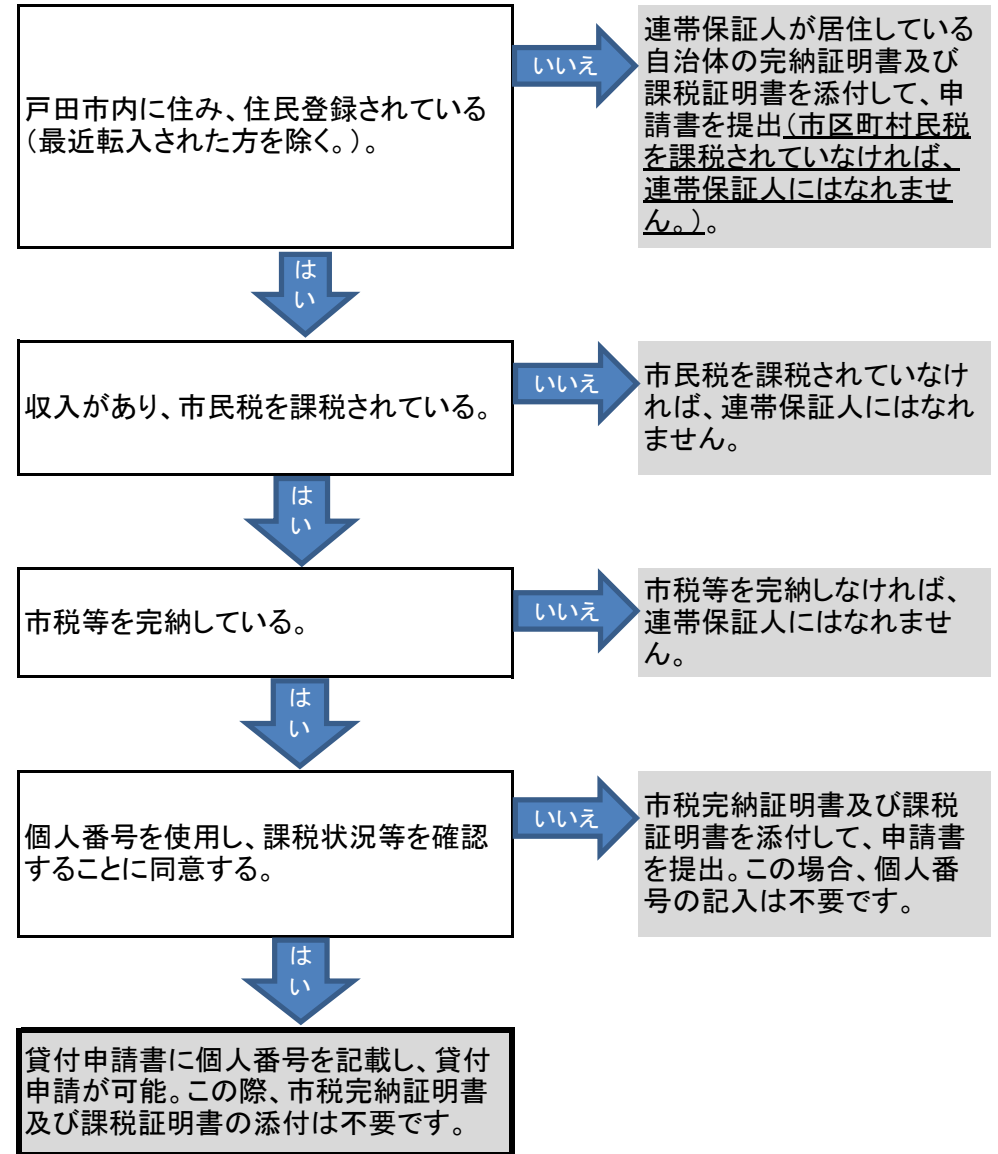 戸田市内に住み、住民登録されている
(最近転入された方を除く。)。
いいえ
連帯保証人が居住している
自治体の完納証明書及び
課税証明書を添付して、申
請書を提出(市区町村民税
を課税されていなければ、
連帯保証人にはなれませ
ん。)。
は
い
収入があり、市民税を課税されている。
いいえ
市民税を課税されていなけ
れば、連帯保証人にはなれ
ません。
は
い
市税等を完納している。
いいえ
市税等を完納しなければ、
連帯保証人にはなれませ
ん。
は
い
個人番号を使用し、課税状況等を確認
することに同意する。
いいえ
市税完納証明書及び課税
証明書を添付して、申請書
を提出。この場合、個人番
号の記入は不要です。
は
い
貸付申請書に個人番号を記載し、貸付
申請が可能。この際、市税完納証明書
及び課税証明書の添付は不要です。